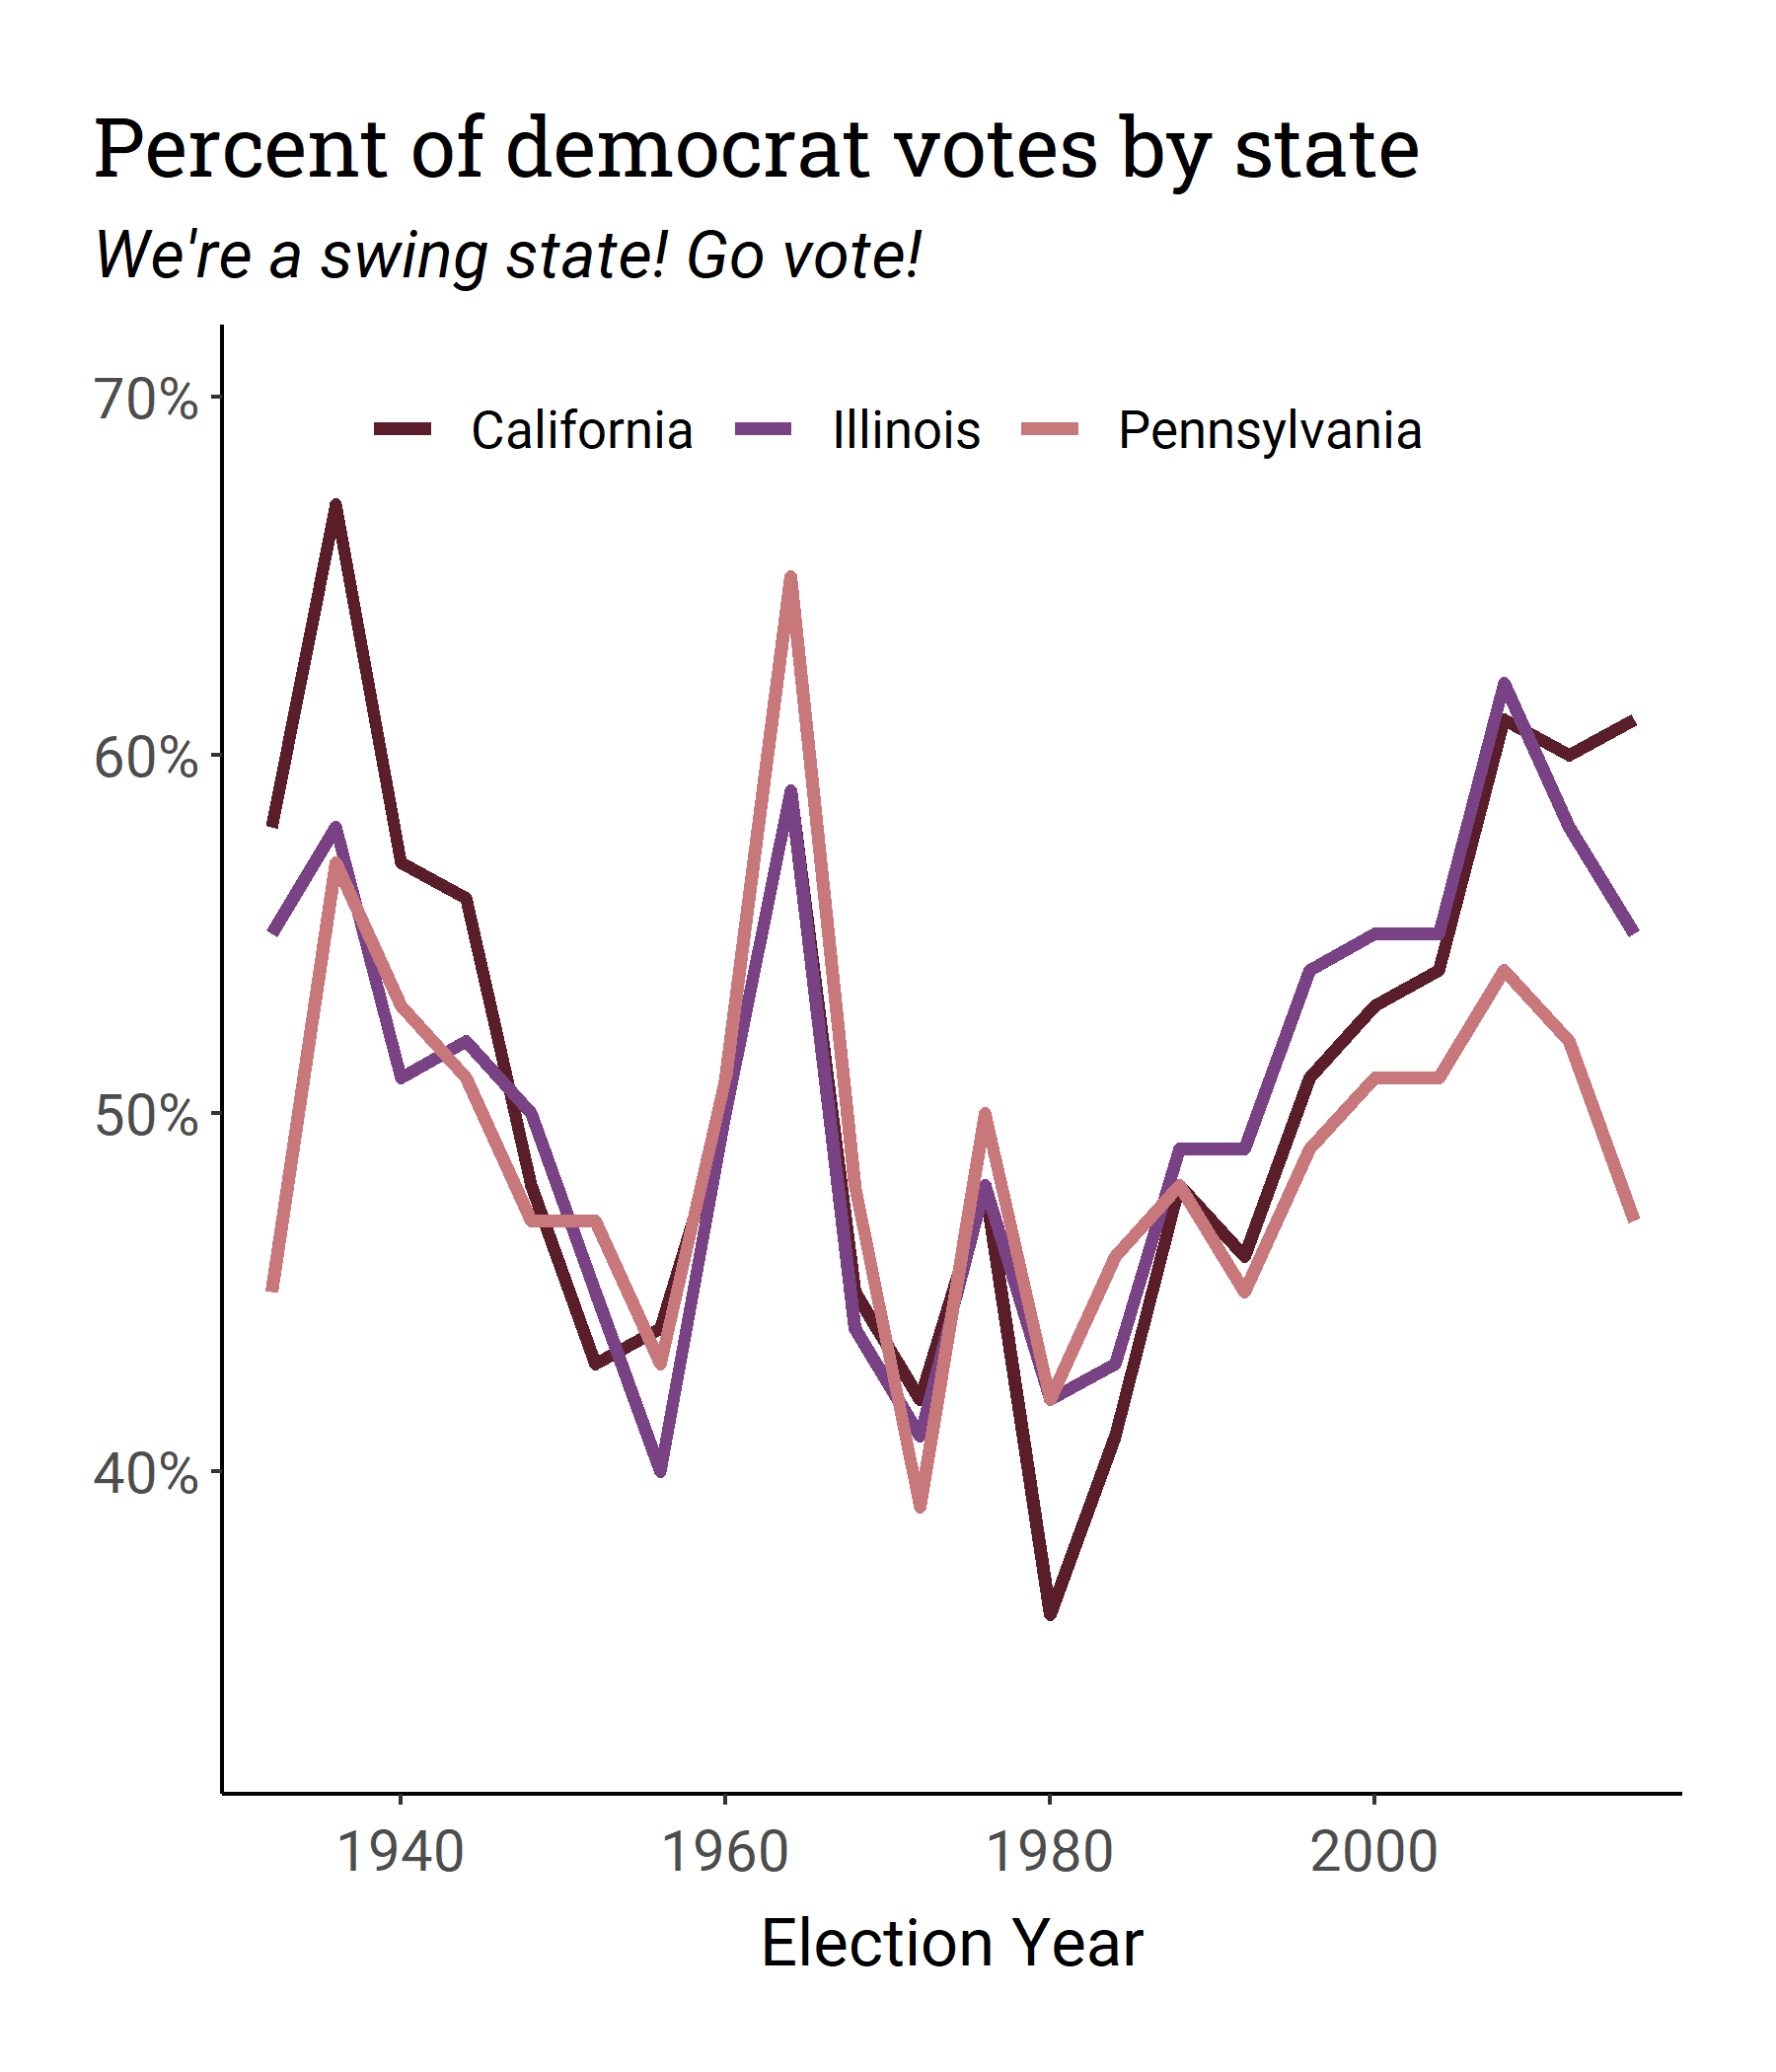 Percent of democrat votes by state
We're a swing state! Go vote!
70%
California Illinois Pennsylvania
60%
50%
40%
1940 1960 1980 2000
Election Year